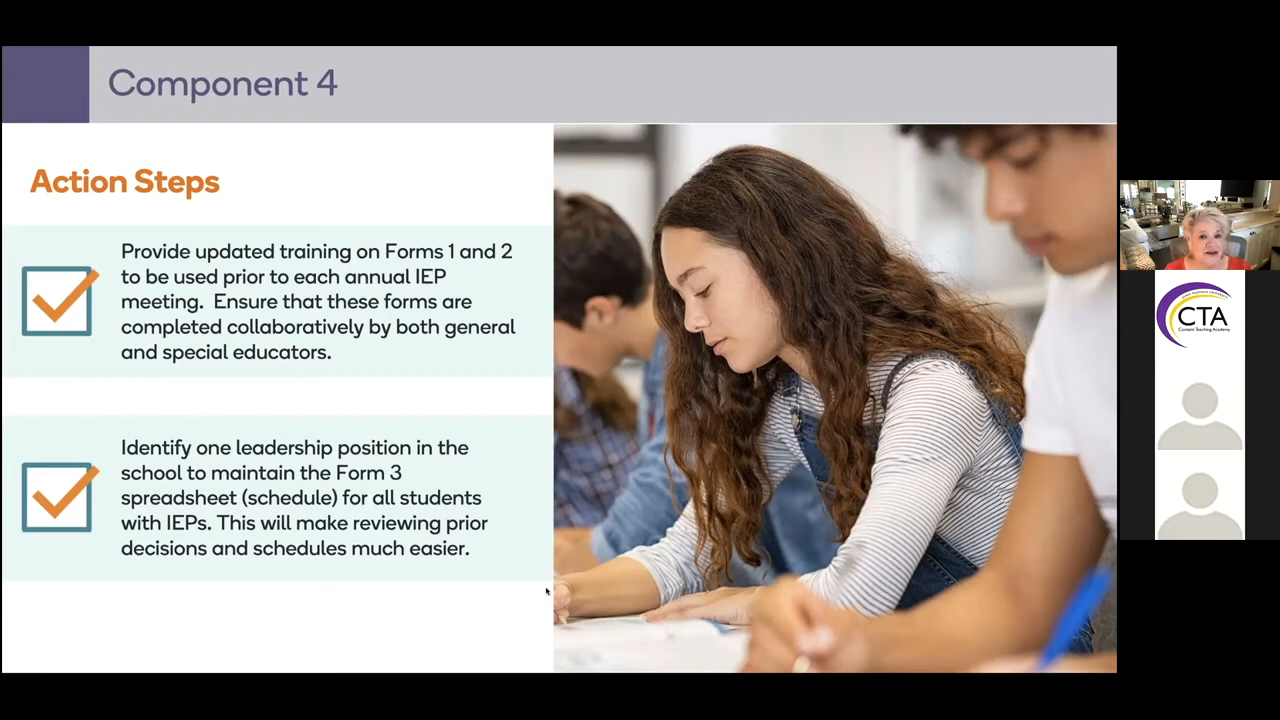 Component 4
Action Steps
Provide updated training on Forms 1 and 2
to be used prior to each annual IEP
meeting. Ensure that these forms are
completed collaboratively by both general
and special educators.
Identify one leadership position in the
school to maintain the Form 3
spreadsheet (schedule) for all students
with IEPs. This will make reviewing prior
decisions and schedules much easier.
JAMES MADISON UNIVERSITY
CTA
Content Teaching Academy